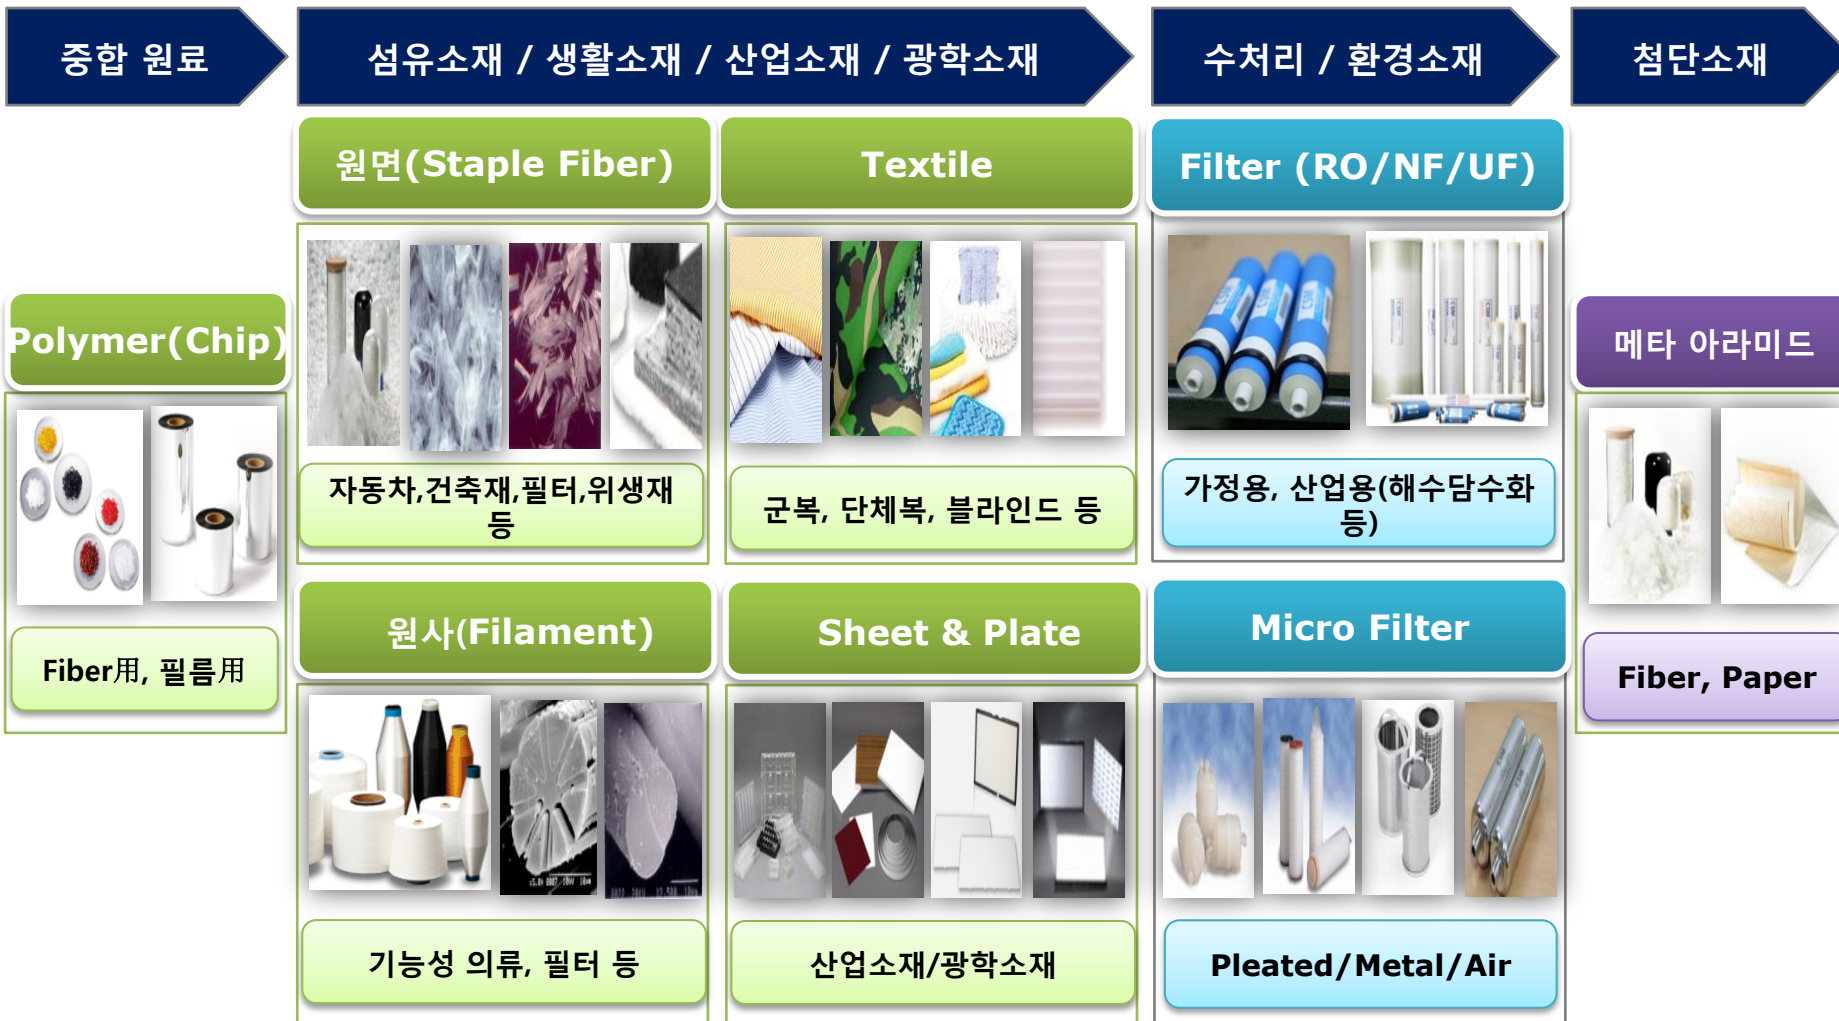 중합 원료
섬유소재 / 생활소재 / 산업소재 / 광학소재
수처리 / 환경소재
첨단소재
Polymer(Chip)
Fiber用, 필름用
원면(Staple Fiber)
자동차,건축재,필터,위생재
등
Textile
군복, 단체복, 블라인드 등
원사(Filament)
기능성 의류, 필터 등
Sheet & Plate
산업소재/광학소재
Filter (RO/NF/UF)
가정용, 산업용(해수담수화
등)
Micro Filter
Pleated/Metal/Air
메타 아라미드
Fiber, Paper